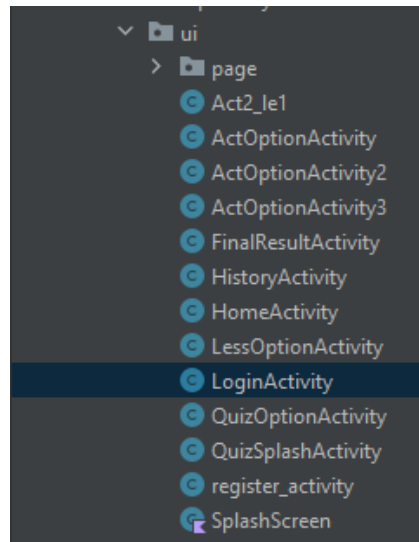 ui
page
Act2_le1
ActOptionActivity
ActOptionActivity2
ActOptionActivity3
FinalResultActivity
HistoryActivity
HomeActivity
LessOptionActivity
LoginActivity
QuizOptionActivity
QuizSplashActivity
register_activity
SplashScreen